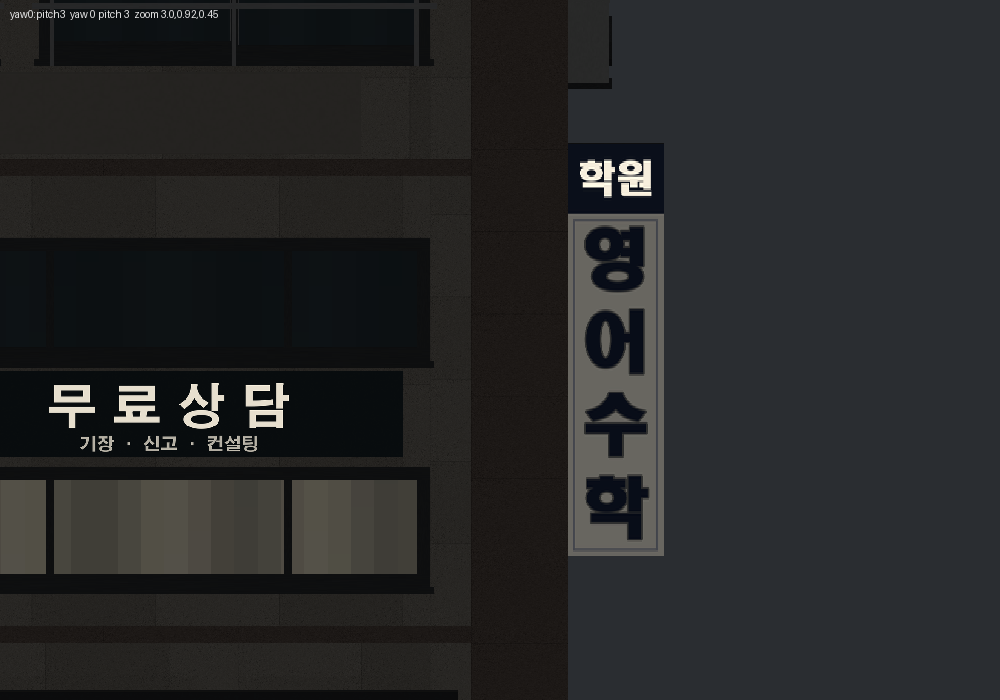 yaw0:pitch3 yaw 0 pitch 3 zoom 3.0,0.92,0.45
학원
영
어
수
학
무료상담
기장 · 신고 · 컨설팅